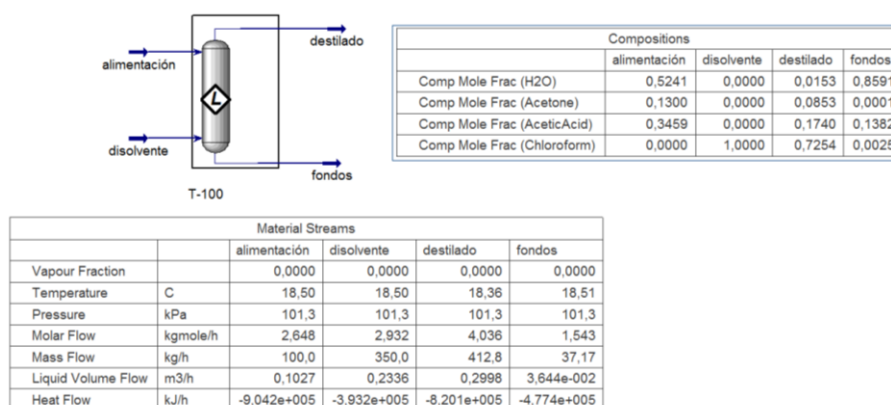 destilado
alimentación
L
disolvente
fondos
T-100
Compositions
alimentación disolvente destilado fondos
Comp Mole Frac (H2O) 0,5241 0,0000 0,0153 0,8591
Comp Mole Frac (Acetone) 0,1300 0,0000 0,0853 0,0001
Comp Mole Frac (AceticAcid) 0,3459 0,0000 0,1740 0,1382
Comp Mole Frac (Chloroform) 0,0000 1,0000 0,7254 0,0025
Material Streams
alimentación disolvente destilado fondos
Vapour Fraction 0,0000 0,0000 0,0000 0,0000
Temperature C 18,50 18,50 18,36 18,51
Pressure kPa 101,3 101,3 101,3 101,3
Molar Flow kgmole/h 2,648 2,932 4,036 1,543
Mass Flow kg/h 100,0 350,0 412,8 37,17
Liquid Volume Flow m3/h 0,1027 0,2336 0,2998 3,644e-002
Heat Flow kJ/h -9,042e+005 -3,932e+005 -8,201e+005 -4,774e+005